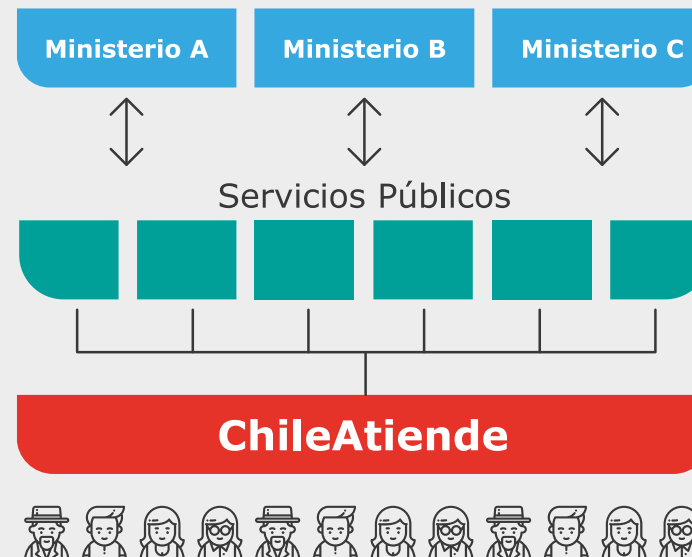 Ministerio A
Ministerio B
Ministerio C
Servicios Públicos
ChileAtiende